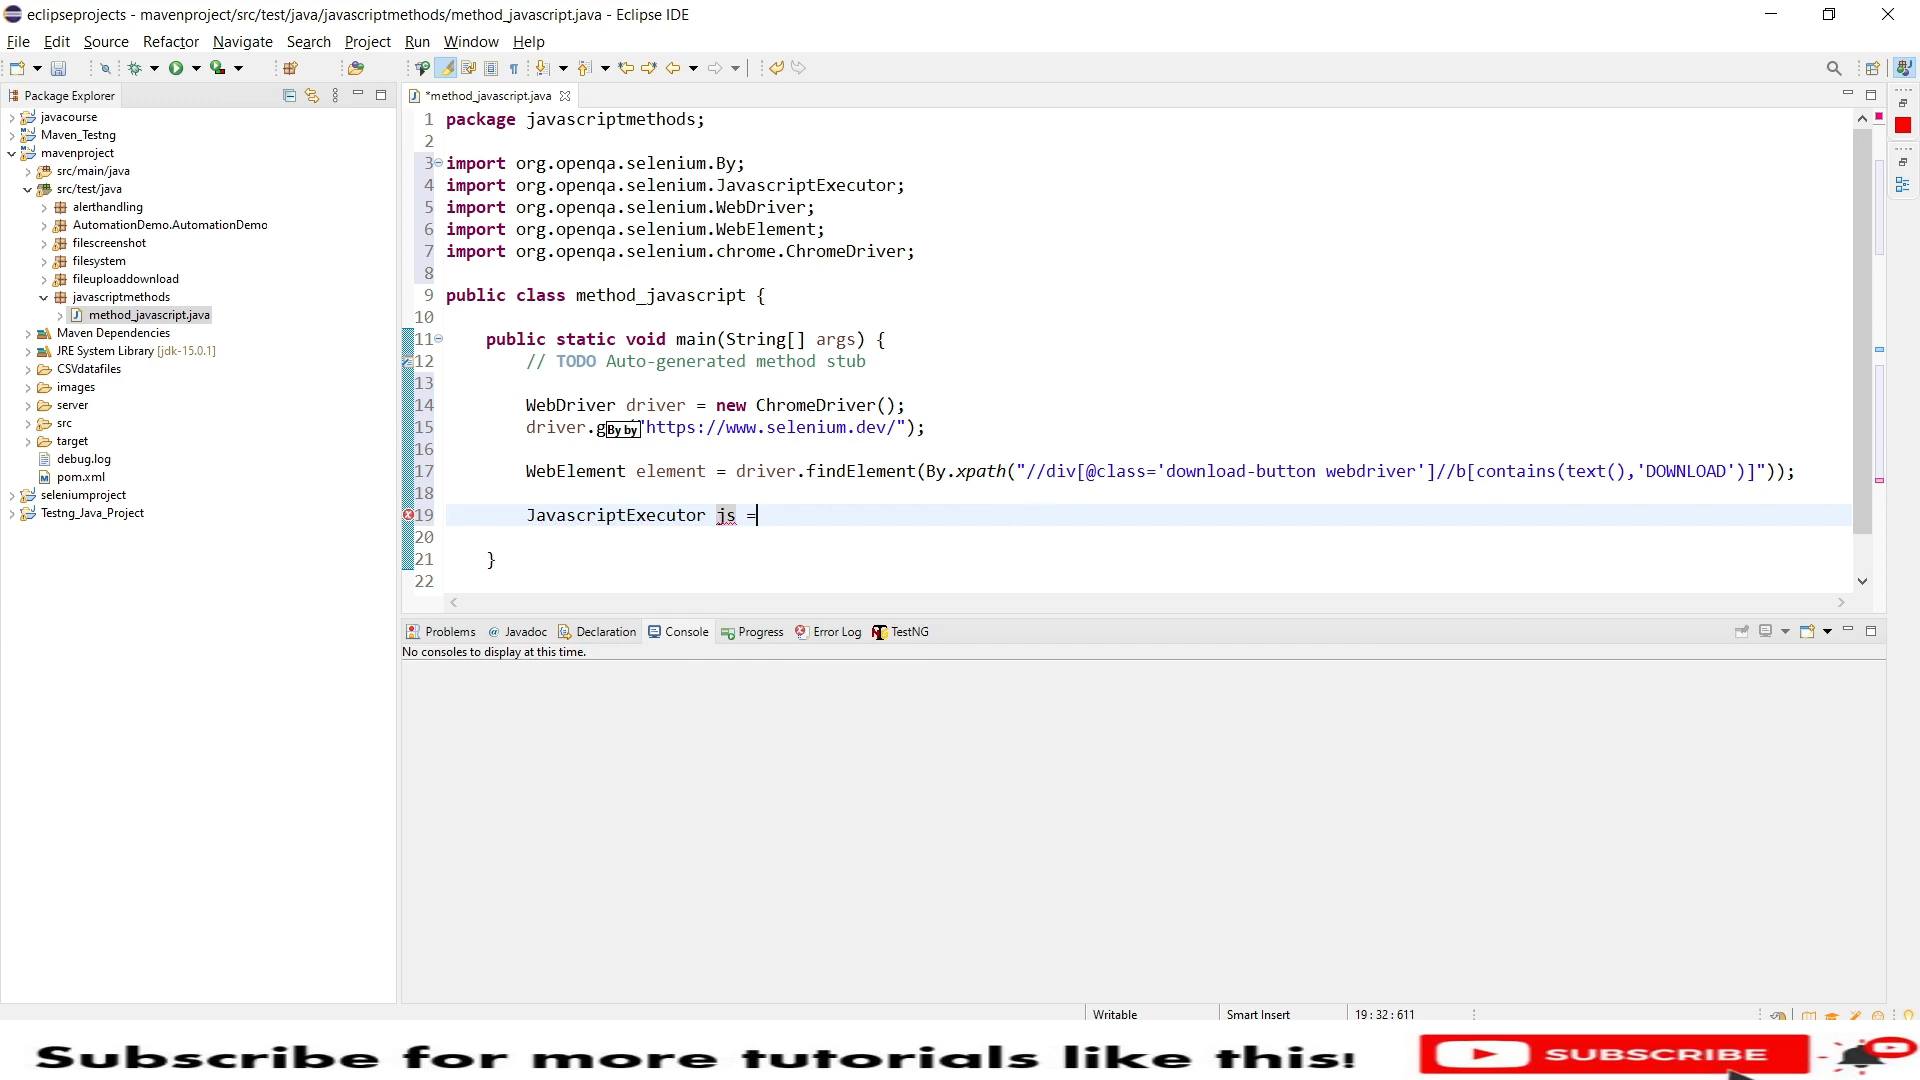 eclipseprojects - mavenproject/src/test/java/javascriptmethods/method_javascript.java - Eclipse IDE
File Edit Source Refactor Navigate Search Project Run Window Help
Package Explorer
javacourse
Maven_Testng
mavenproject
src/main/java
src/test/java
alerthandling
AutomationDemo.AutomationDemo
filescreenshot
filesystem
fileuploaddownload
javascriptmethods
method_javascript.java
Maven Dependencies
JRE System Library [jdk-15.0.1]
CSVdatafiles
images
server
src
target
debug.log
pom.xml
seleniumproject
Testng_Java_Project
*method_javascript.java
1 package javascriptmethods;
2
3 import org.openqa.selenium.By;
4 import org.openqa.selenium.JavascriptExecutor;
5 import org.openqa.selenium.WebDriver;
6 import org.openqa.selenium.WebElement;
7 import org.openqa.selenium.chrome.ChromeDriver;
8
9 public class method_javascript {
10
11 public static void main(String[] args) {
12 // TODO Auto-generated method stub
13
14 WebDriver driver = new ChromeDriver();
15 driver.g By by "https://www.selenium.dev/");
16
17 WebElement element = driver.findElement(By.xpath("//div[@class='download-button webdriver']//b[contains(text(),'DOWNLOAD')]"));
18
19 JavascriptExecutor js =
20
21 }
22
Problems Javadoc Declaration Console Progress Error Log TestNG
No consoles to display at this time.
Writable Smart Insert 19 : 32 : 611
Subscribe for more tutorials like this! SUBSCRIBE